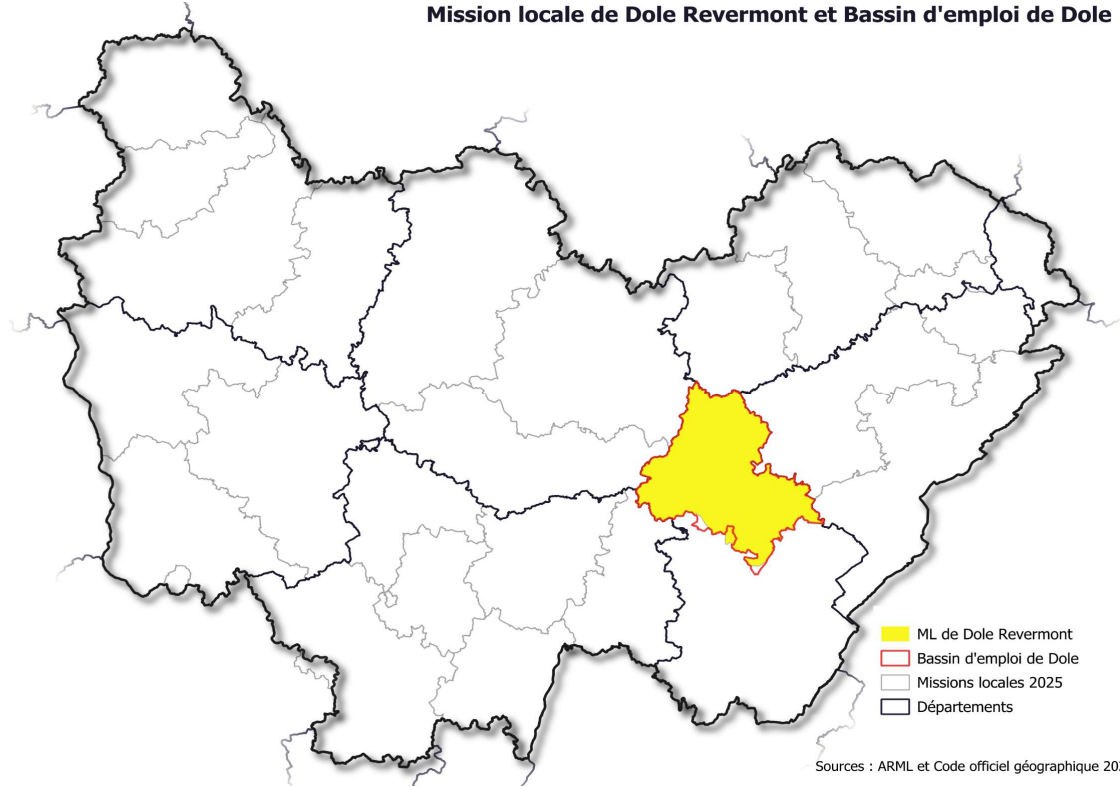 Mission locale de Dole Revermont et Bassin d'emploi de Dole
ML de Dole Revermont
Bassin d'emploi de Dole
Missions locales 2025
Départements
Sources : ARML et Code officiel géographique